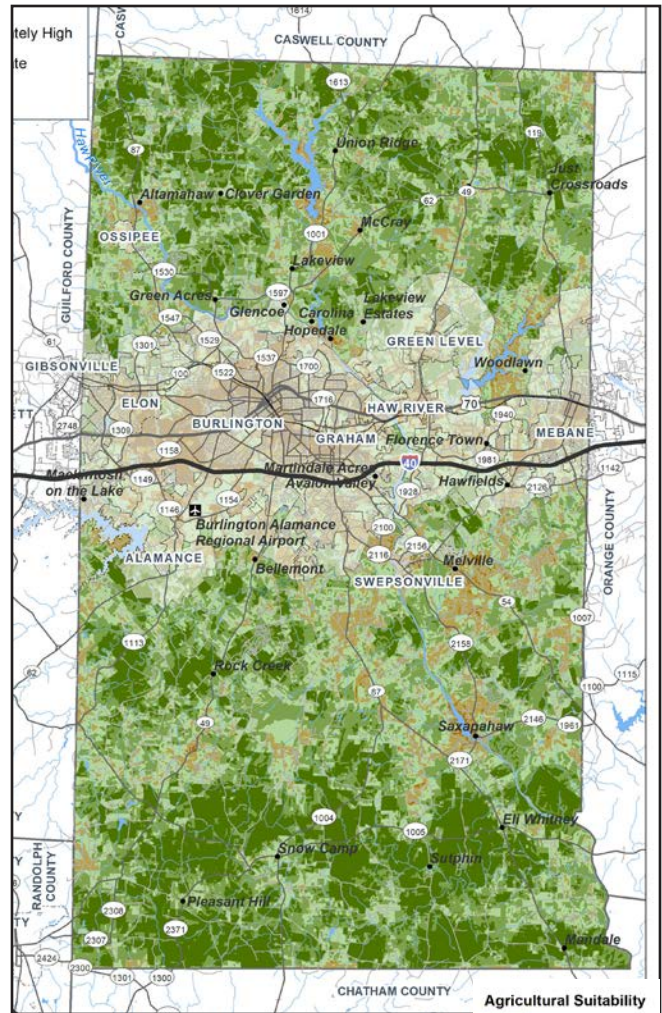 1614
CASWELL COUNTY
CASW
tely High
te
1613
Haw River
87
119
Union Ridge
Just
Crossroads
Altamahaw
Clover Garden
62
49
OSSIPEE
1001
McCray
GUILFORD COUNTY
1530
Lakeview
Green Acres
1597
Glencoe
Carolina
Lakeview
Estates
1547
Hopedale
61
1301
1529
GREEN LEVEL
1537
GIBSONVILLE
100
1522
1700
Woodlawn
ETT
ELON
1716
HAW RIVER
70
1940
2748
1309
BURLINGTON
GRAHAM
Florence Town
MEBANE
1158
40
1981
1142
Mackintosh
on the Lake
1149
Martindale Acres
Avalon Valley
Hawfields
2126
1146
1154
1928
Burlington Alamance
Regional Airport
2100
ALAMANCE
Bellemont
2116
2156
Melville
SWEPSONVILLE
ORANGE COUNTY
54
1007
1113
2158
62
Rock Creek
1100
1115
87
49
2146
1961
Saxapahaw
2171
Y
1004
1005
Eli Whitney
Y
Snow Camp
Sutphin
RANDOLPH
COUNTY
Pleasant Hill
TY
2308
2371
2307
Mandale
2424
2300
1301
1300
CHATHAM COUNTY
Agricultural Suitability